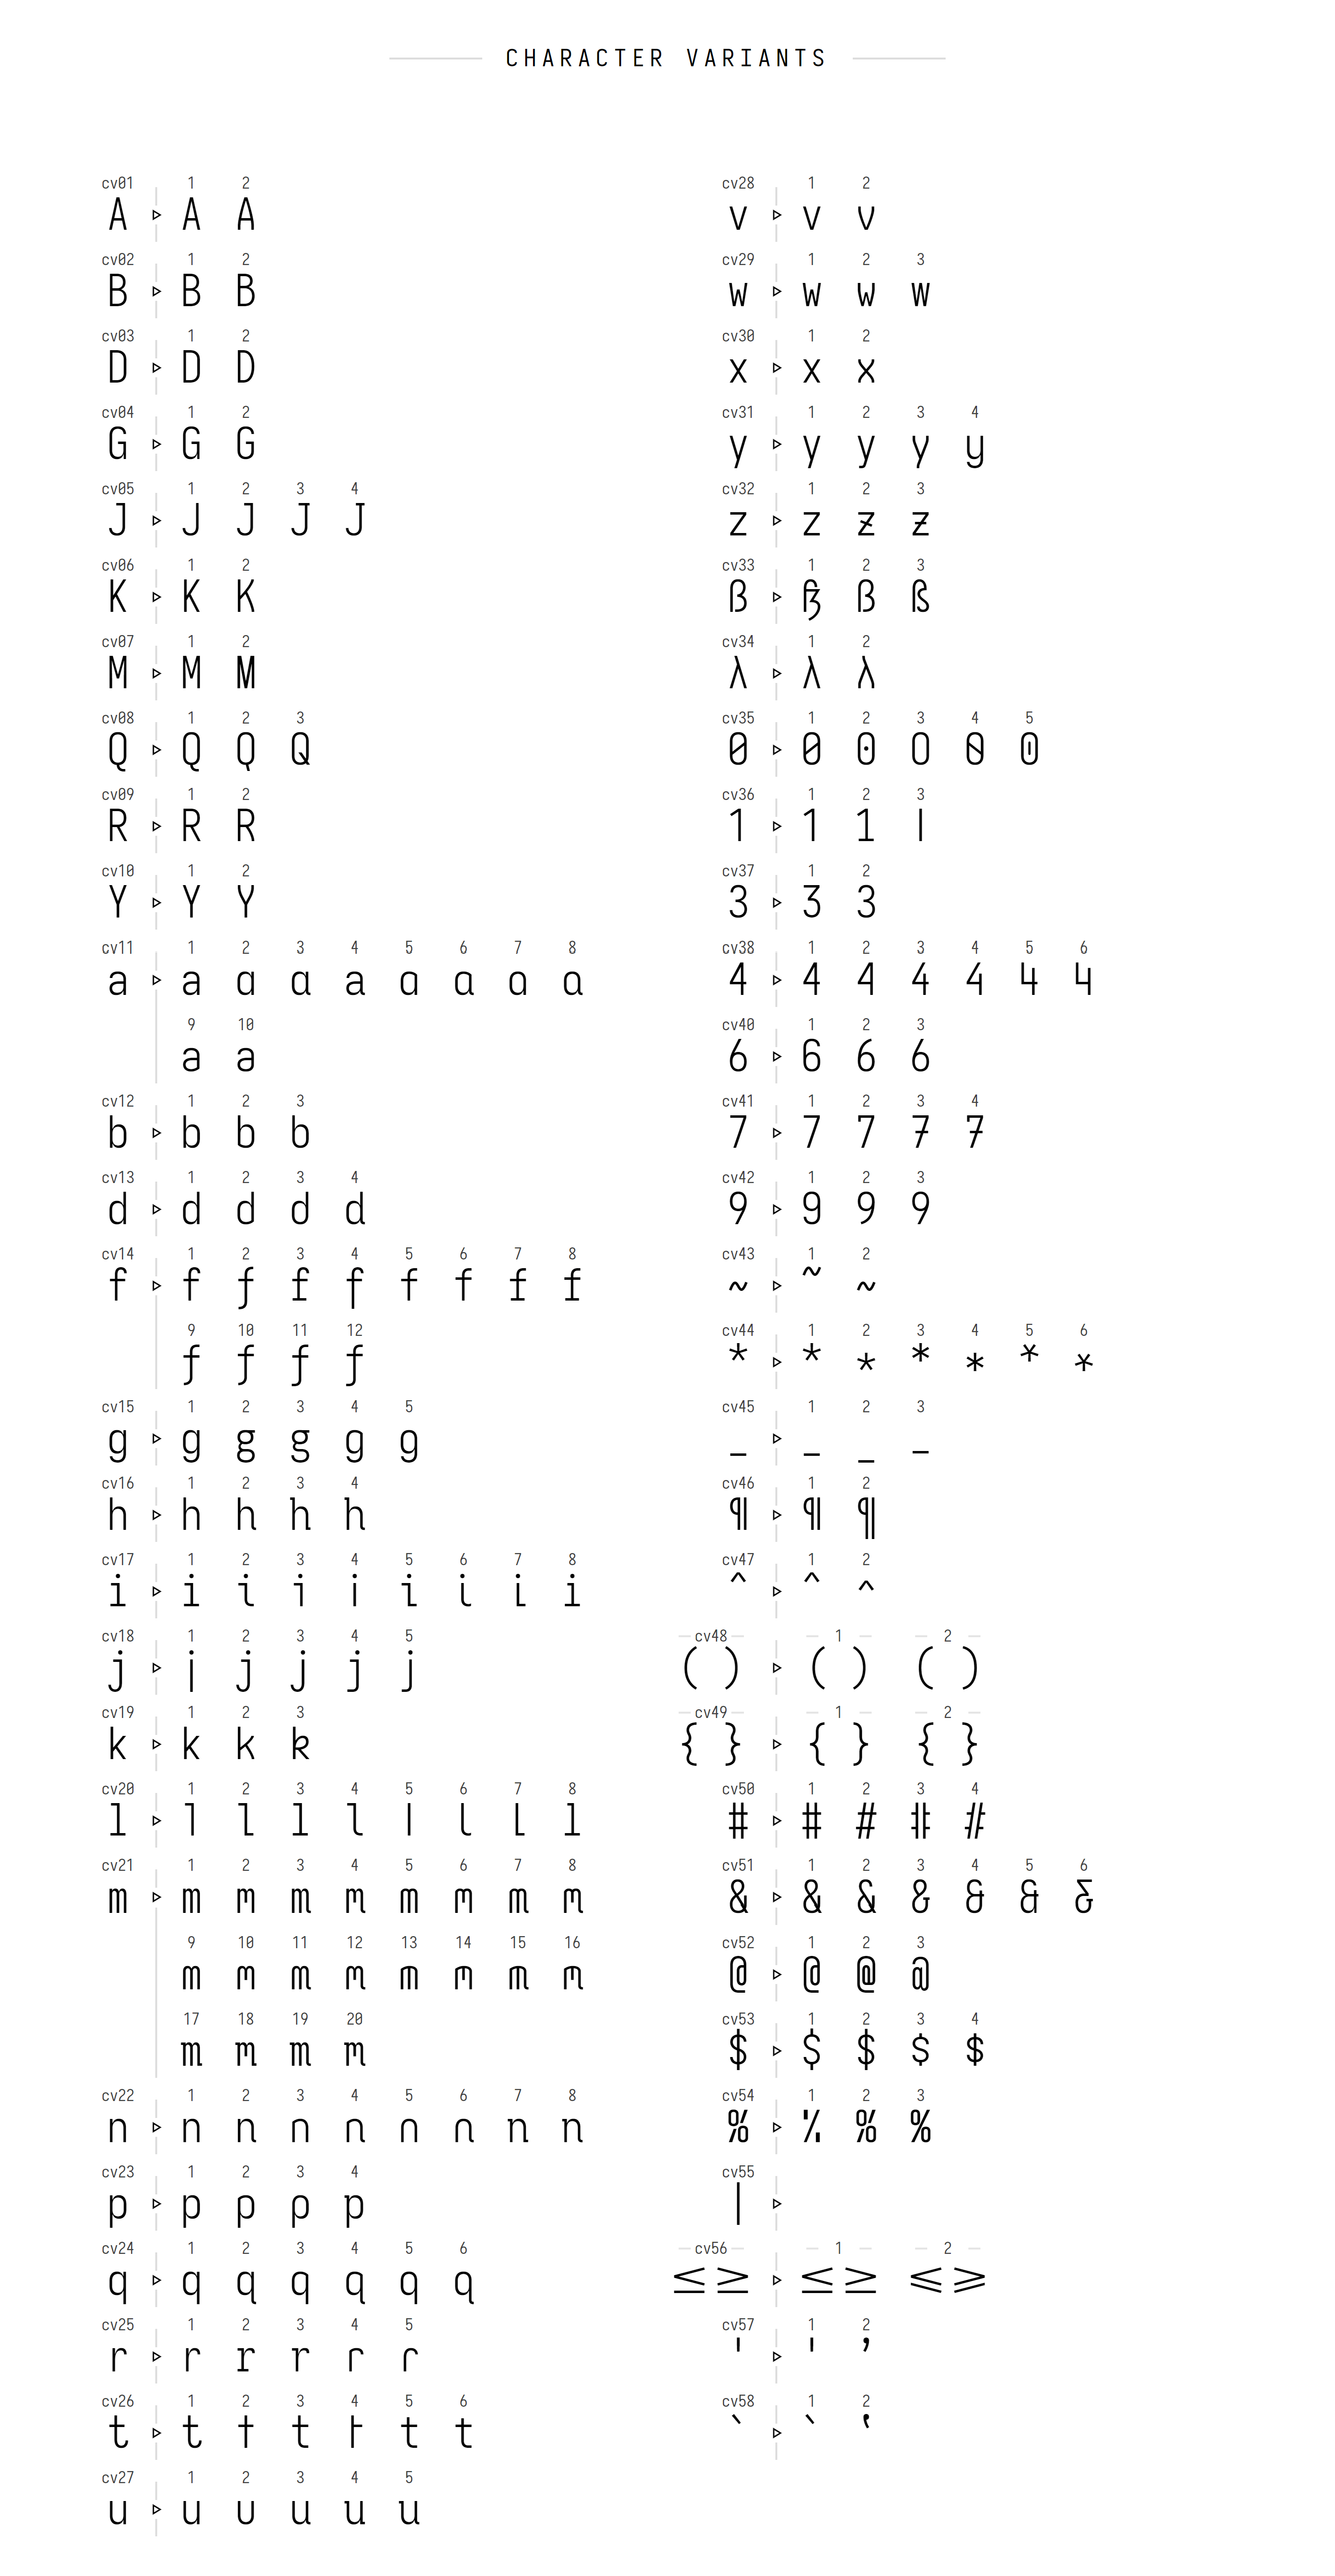 CHARACTER VARIANTS
cv01 1 2
A A A
cv02 1 2
B B B
cv03 1 2
D D D
cv04 1 2
G G G
cv05 1 2 3 4
J J J J J
cv06 1 2
K K K
cv07 1 2
M M M
cv08 1 2 3
Q Q Q Q
cv09 1 2
R R R
cv10 1 2
Y Y Y
cv11 1 2 3 4 5 6 7 8
a a a a a a a a a
9 10
a a
cv12 1 2 3
b b b b
cv13 1 2 3 4
d d d d d
cv14 1 2 3 4 5 6 7 8
f f f f f f f f f
9 10 11 12
f f f f
cv15 1 2 3 4 5
g g g g g g
cv16 1 2 3 4
h h h h h
cv17 1 2 3 4 5 6 7 8
i i i i i i i i i
cv18 1 2 3 4 5
j j j j j j
cv19 1 2 3
k k k k
cv20 1 2 3 4 5 6 7 8
l l l l l l l l l
cv21 1 2 3 4 5 6 7 8
m m m m m m m m m
9 10 11 12 13 14 15 16
m m m m m m m m
17 18 19 20
m m m m
cv22 1 2 3 4 5 6 7 8
n n n n n n n n n
cv23 1 2 3 4
p p p p p
cv24 1 2 3 4 5 6
q q q q q q q
cv25 1 2 3 4 5
r r r r r r
cv26 1 2 3 4 5 6
t t t t t t t
cv27 1 2 3 4 5
u u u u u u
cv28 1 2
v v v
cv29 1 2 3
w w w w
cv30 1 2
x x x
cv31 1 2 3 4
y y y y y
cv32 1 2 3
z z z z
cv33 1 2 3
ß ß ß ß
cv34 1 2
λ λ λ
cv35 1 2 3 4 5
0 0 0 0 0 0
cv36 1 2 3
1 1 1 1
cv37 1 2
3 3 3
cv38 1 2 3 4 5 6
4 4 4 4 4 4 4
cv40 1 2 3
6 6 6 6
cv41 1 2 3 4
7 7 7 7 7
cv42 1 2 3
9 9 9 9
cv43 1 2
~ ~ ~
cv44 1 2 3 4 5 6
* * * * * * *
cv45 1 2 3
_ _ _ _
cv46 1 2
¶ ¶ ¶
cv47 1 2
^ ^ ^
cv48 1 2
( ) ( ) ( )
cv49 1 2
{ } { } { }
cv50 1 2 3 4
# # # # #
cv51 1 2 3 4 5 6
& & & & & & &
cv52 1 2 3
@ @ @ @
cv53 1 2 3 4
$ $ $ $ $
cv54 1 2 3
% % % %
cv55
|
cv56 1 2
≤ ≥ ≤ ≥ ⩽ ⩾
cv57 1 2
' ' ’
cv58 1 2
` ` ‛